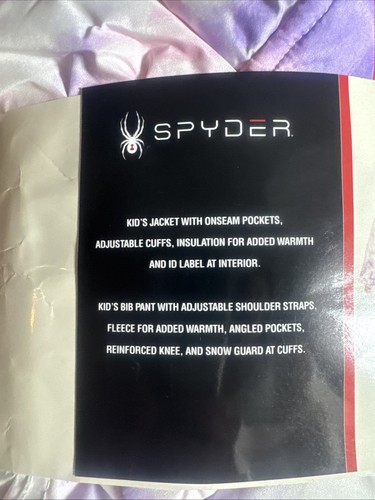 SPYDER
KID'S JACKET WITH ONSEAM POCKETS,
ADJUSTABLE CUFFS, INSULATION FOR ADDED WARMTH
AND ID LABEL AT INTERIOR.
KID'S BIB PANT WITH ADJUSTABLE SHOULDER STRAPS,
FLEECE FOR ADDED WARMTH, ANGLED POCKETS,
REINFORCED KNEE, AND SNOW GUARD AT CUFFS.